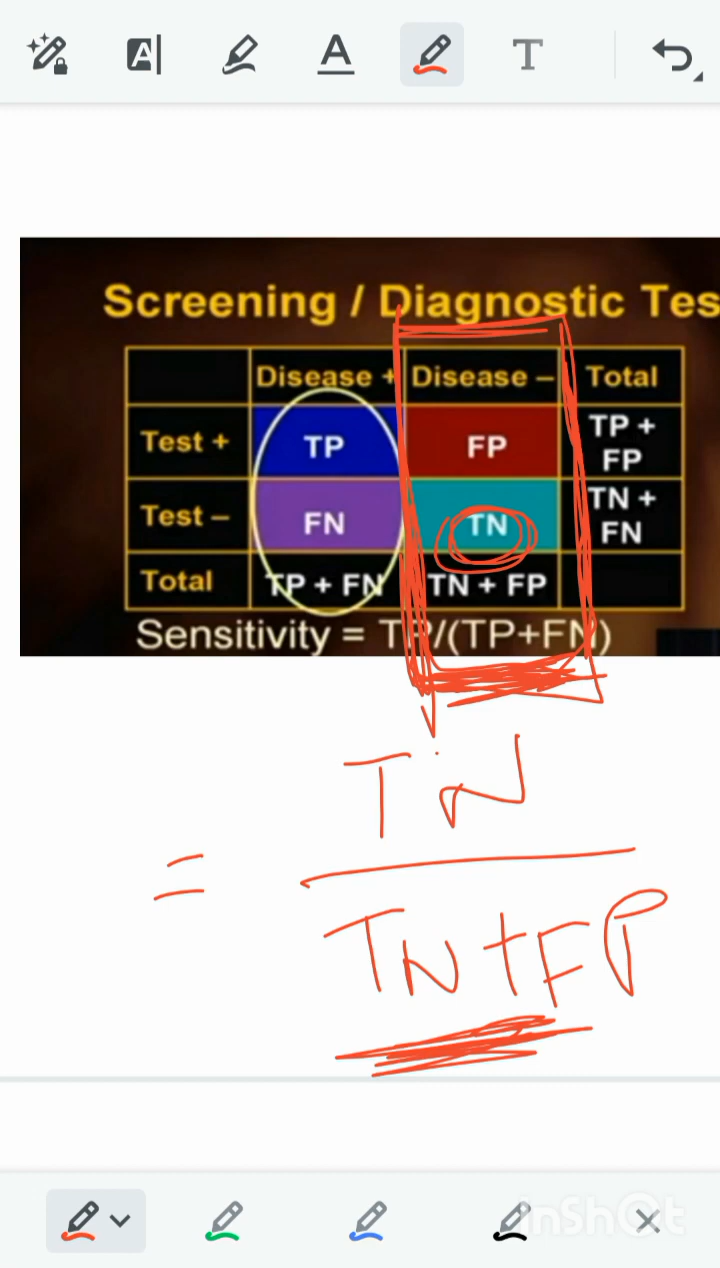 A
A
T
Screening / Diagnostic Tes
Disease + Disease – Total
Test + TP FP TP + FP
Test – FN TN TN + FN
Total TP + FN TN + FP
Sensitivity = TP/(TP+FN)
= TN
TN + FP
InShOt